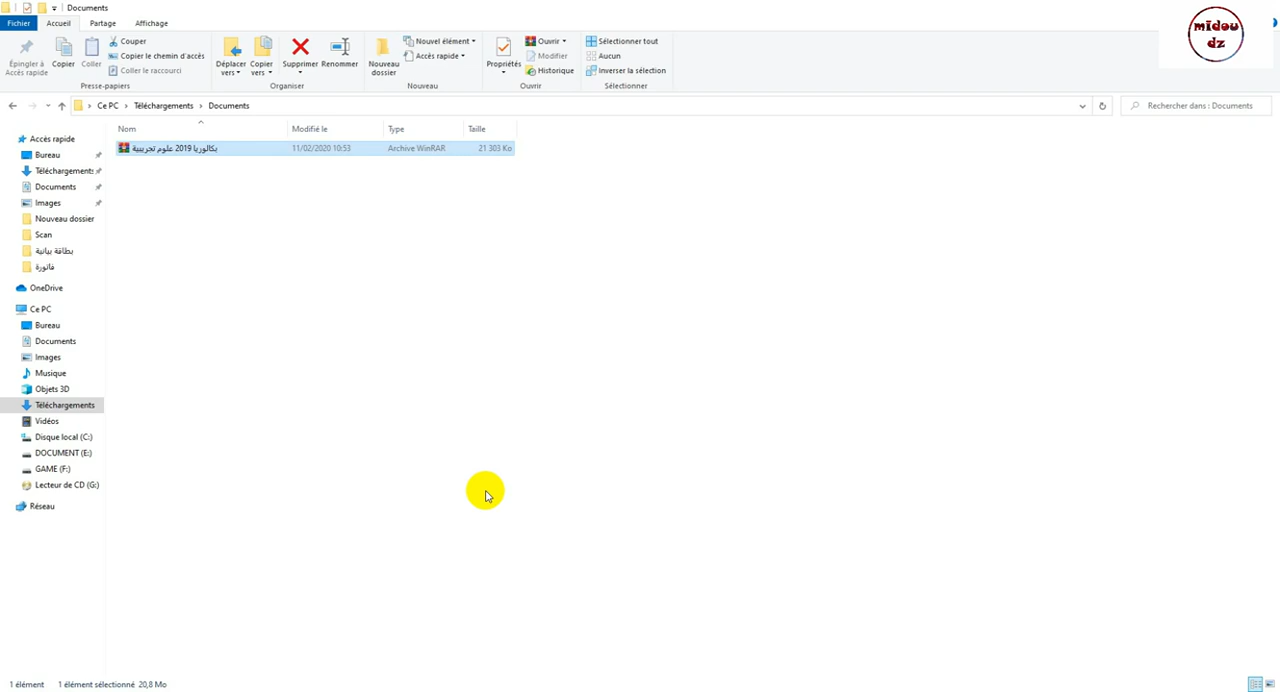 Documents
Fichier Accueil Partage Affichage
Épingler à Accès rapide
Copier
Coller
Couper
Copier le chemin d'accès
Coller le raccourci
Presse-papiers
Déplacer vers
Copier vers
Supprimer
Renommer
Organiser
Nouveau dossier
Nouvel élément
Accès rapide
Nouveau
Propriétés
Ouvrir
Modifier
Historique
Ouvrir
Sélectionner tout
Aucun
Inverser la sélection
Sélectionner
mîdou
dz
Ce PC > Téléchargements > Documents
Rechercher dans : Documents
Nom Modifié le Type Taille
بكالوريا 2019 علوم تجريبية 11/02/2020 10:53 Archive WinRAR 21 303 Ko
Accès rapide
Bureau
Téléchargements
Documents
Images
Nouveau dossier
Scan
بطاقة بيانية
فاتورة
OneDrive
Ce PC
Bureau
Documents
Images
Musique
Objets 3D
Téléchargements
Vidéos
Disque local (C:)
DOCUMENT (E:)
GAME (F:)
Lecteur de CD (G:)
Réseau
1 élément 1 élément sélectionné 20,8 Mo